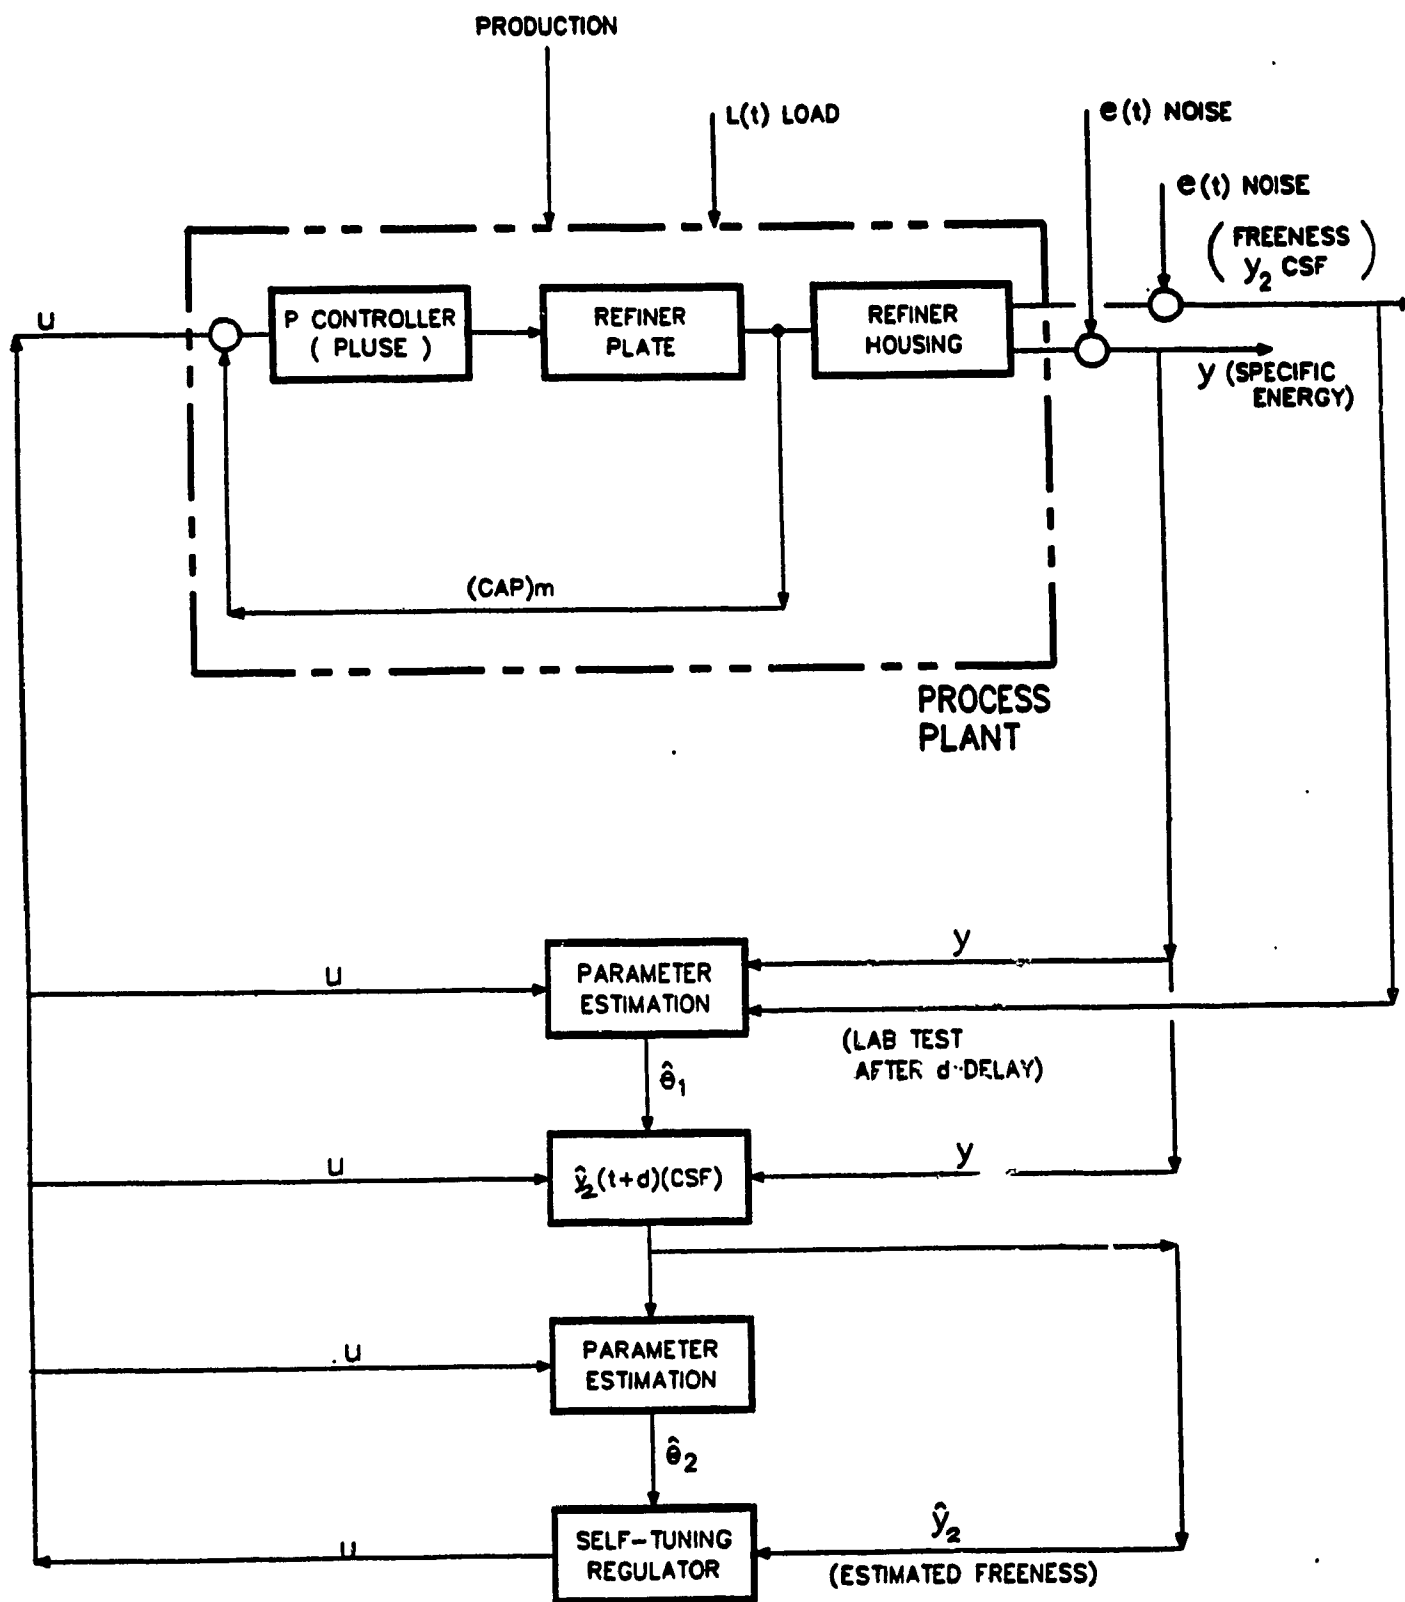 PRODUCTION
L(t) LOAD
e(t) NOISE
e(t) NOISE
( FREENESS
y₂ CSF )
u
P CONTROLLER
( PLUSE )
REFINER
PLATE
REFINER
HOUSING
y (SPECIFIC
ENERGY)
(CAP)m
PROCESS
PLANT
u
PARAMETER
ESTIMATION
y
(LAB TEST
AFTER d-DELAY)
θ̂₁
u
ŷ₂(t+d)(CSF)
y
u
PARAMETER
ESTIMATION
θ̂₂
u
SELF-TUNING
REGULATOR
ŷ₂
(ESTIMATED FREENESS)